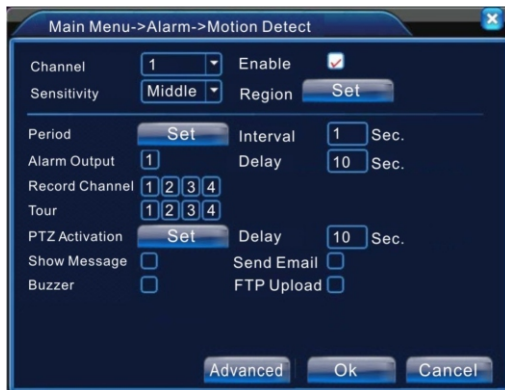 Main Menu->Alarm->Motion Detect
Channel 1 Enable
Sensitivity Middle Region Set
Period Set Interval 1 Sec.
Alarm Output 1 Delay 10 Sec.
Record Channel 1 2 3 4
Tour 1 2 3 4
PTZ Activation Set Delay 10 Sec.
Show Message Send Email
Buzzer FTP Upload
Advanced Ok Cancel